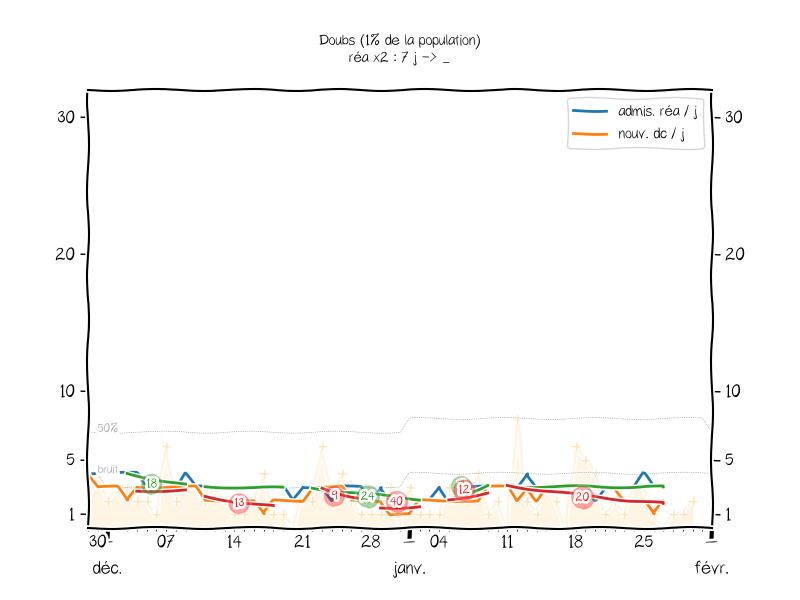 Doubs (1% de la population)
réa x2 : 7 j -> _
admis. réa / j
nouv. dc / j
30 30
20 20
10 10
50%
5 5
bruit
18 13 9 24 40 12 20
1 1
30 07 14 21 28 04 11 18 25
déc. janv. févr.